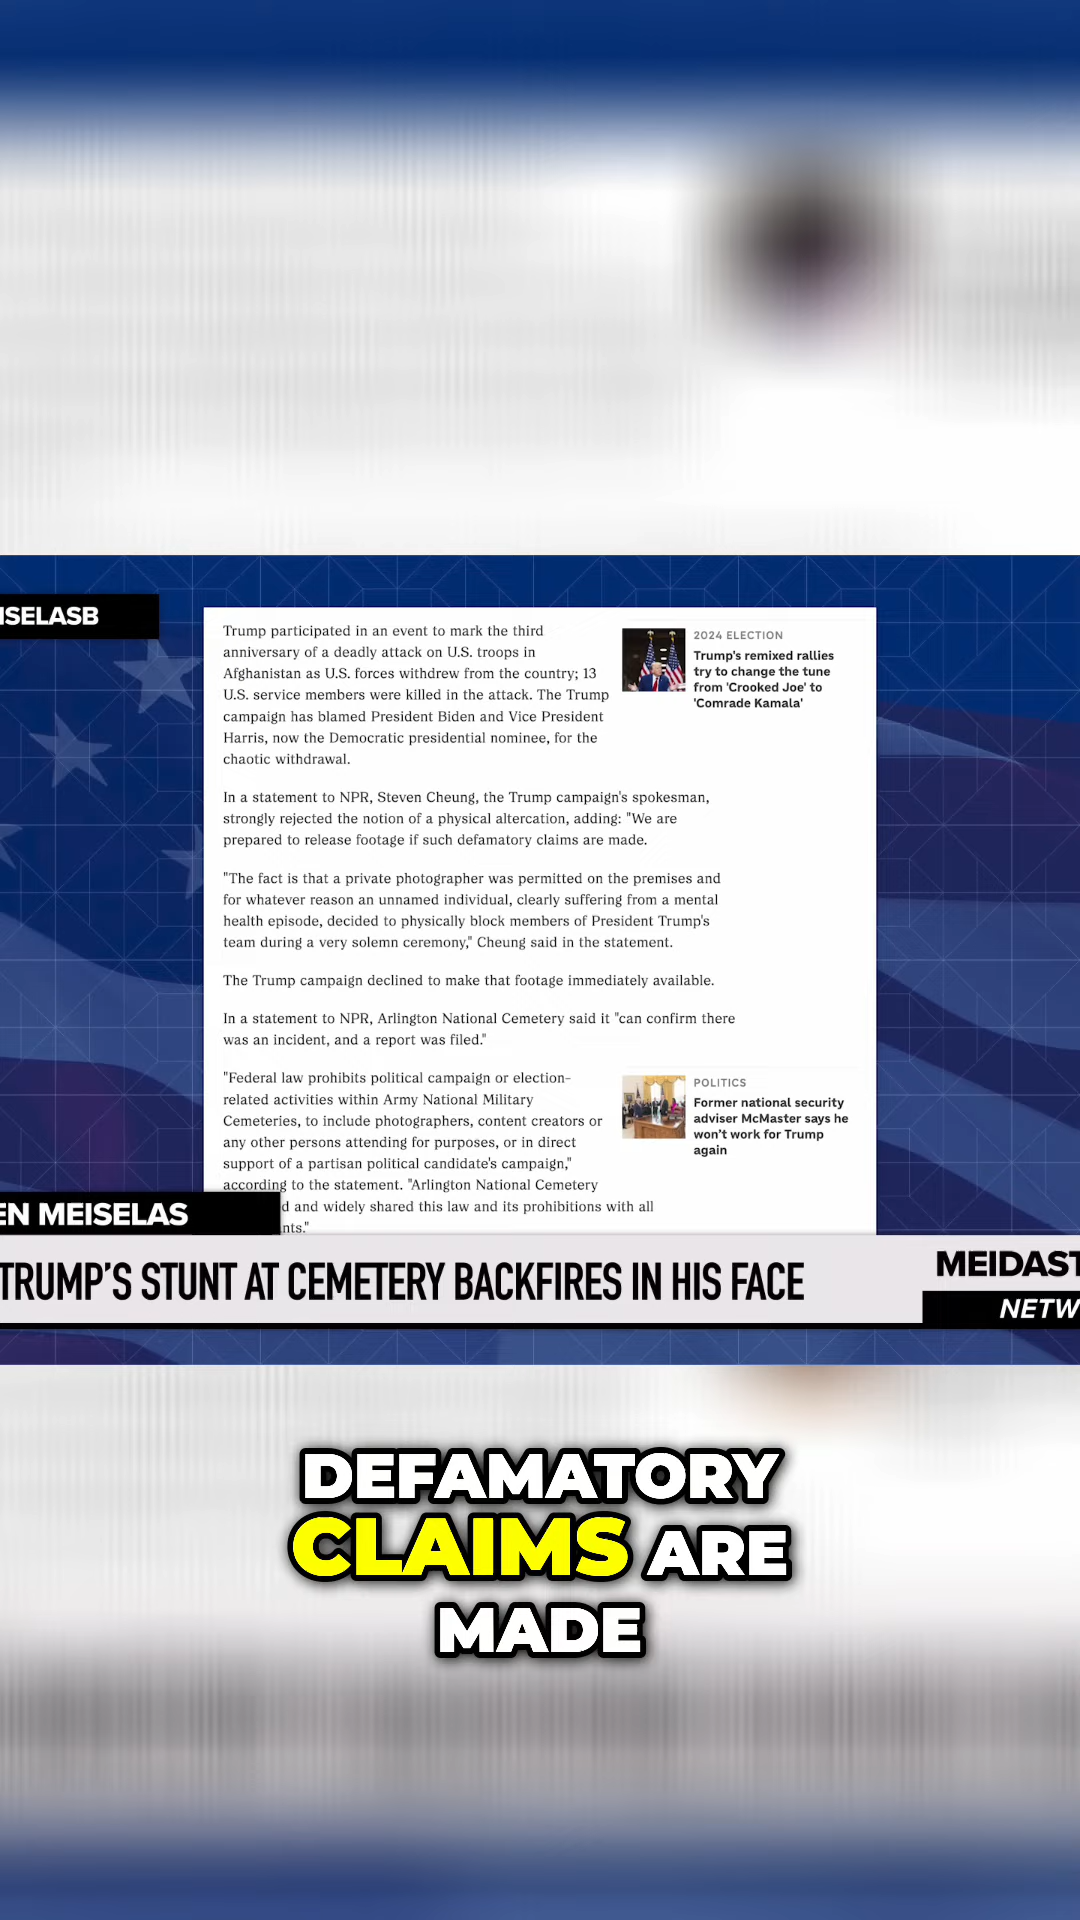 ISELASB
Trump participated in an event to mark the third
anniversary of a deadly attack on U.S. troops in
Afghanistan as U.S. forces withdrew from the country; 13
U.S. service members were killed in the attack. The Trump
campaign has blamed President Biden and Vice President
Harris, now the Democratic presidential nominee, for the
chaotic withdrawal.
2024 ELECTION
Trump's remixed rallies
try to change the tune
from 'Crooked Joe' to
'Comrade Kamala'
In a statement to NPR, Steven Cheung, the Trump campaign's spokesman,
strongly rejected the notion of a physical altercation, adding: "We are
prepared to release footage if such defamatory claims are made.
"The fact is that a private photographer was permitted on the premises and
for whatever reason an unnamed individual, clearly suffering from a mental
health episode, decided to physically block members of President Trump's
team during a very solemn ceremony," Cheung said in the statement.
The Trump campaign declined to make that footage immediately available.
In a statement to NPR, Arlington National Cemetery said it "can confirm there
was an incident, and a report was filed."
"Federal law prohibits political campaign or election-
related activities within Army National Military
Cemeteries, to include photographers, content creators or
any other persons attending for purposes, or in direct
support of a partisan political candidate's campaign,"
according to the statement. "Arlington National Cemetery
d and widely shared this law and its prohibitions with all
nts."
POLITICS
Former national security
adviser McMaster says he
won't work for Trump
again
EN MEISELAS
TRUMP'S STUNT AT CEMETERY BACKFIRES IN HIS FACE
MEIDAST
NETW
DEFAMATORY
CLAIMS ARE
MADE